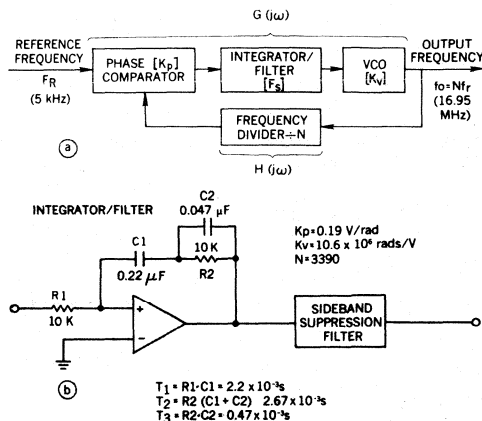 G (jω)
REFERENCE
FREQUENCY
FR
(5 kHz)
PHASE [Kp]
COMPARATOR
INTEGRATOR/
FILTER
[Fs]
VCO
[Kv]
OUTPUT
FREQUENCY
fo=Nfr
(16.95
MHz)
FREQUENCY
DIVIDER÷N
a
H (jω)
INTEGRATOR/FILTER
C2
0.047 μF
C1
0.22 μF
10K
R2
Kp=0.19 V/rad
Kv=10.6 x 10⁶ rads/V
N=3390
R1
10 K
+
−
SIDEBAND
SUPPRESSION
FILTER
b
T1 = R1·C1 = 2.2 x 10⁻³s
T2 = R2 (C1 + C2) 2.67 x 10⁻³s
T3 = R2·C2 = 0.47 x 10⁻³s